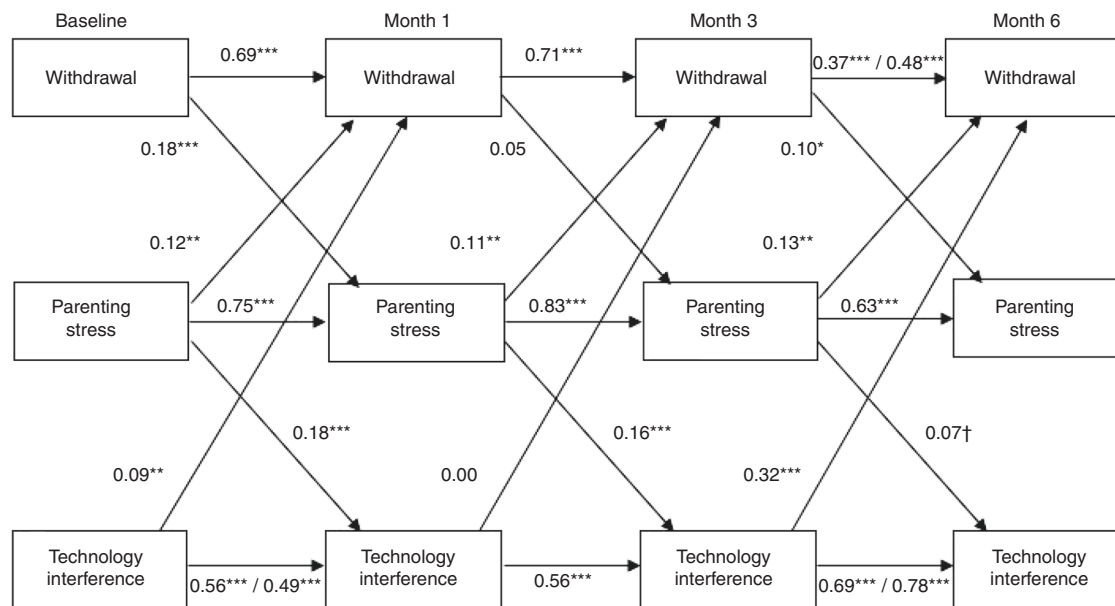 Baseline
Month 1
Month 3
Month 6
Withdrawal
0.69***
Withdrawal
0.71***
Withdrawal
0.37*** / 0.48***
Withdrawal
0.18***
0.05
0.10*
0.12**
0.11**
0.13**
Parenting
stress
0.75***
Parenting
stress
0.83***
Parenting
stress
0.63***
Parenting
stress
0.18***
0.16***
0.07†
0.09**
0.00
0.32***
Technology
interference
0.56*** / 0.49***
Technology
interference
0.56***
Technology
interference
0.69*** / 0.78***
Technology
interference